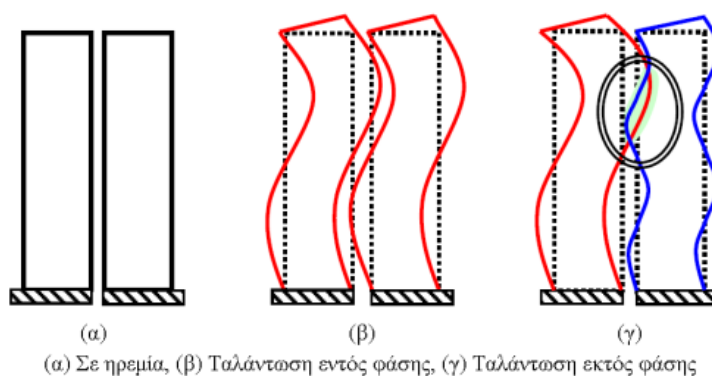 (α) (β) (γ)
(α) Σε ηρεμία, (β) Ταλάντωση εντός φάσης, (γ) Ταλάντωση εκτός φάσης